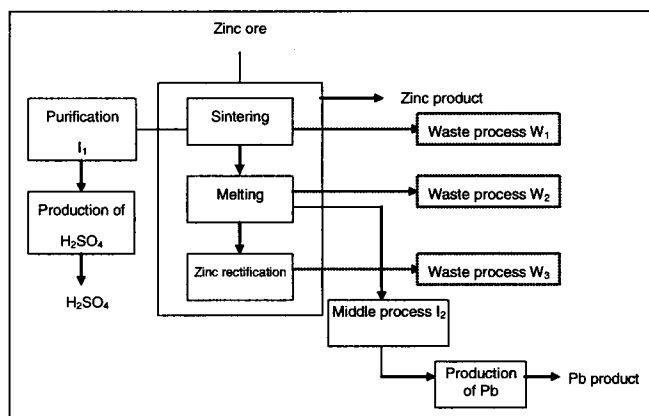 Zinc ore
Zinc product
Purification
I₁
Sintering
Waste process W₁
Production of
H₂SO₄
Melting
Waste process W₂
H₂SO₄
Zinc rectification
Waste process W₃
Middle process I₂
Production
of Pb
Pb product